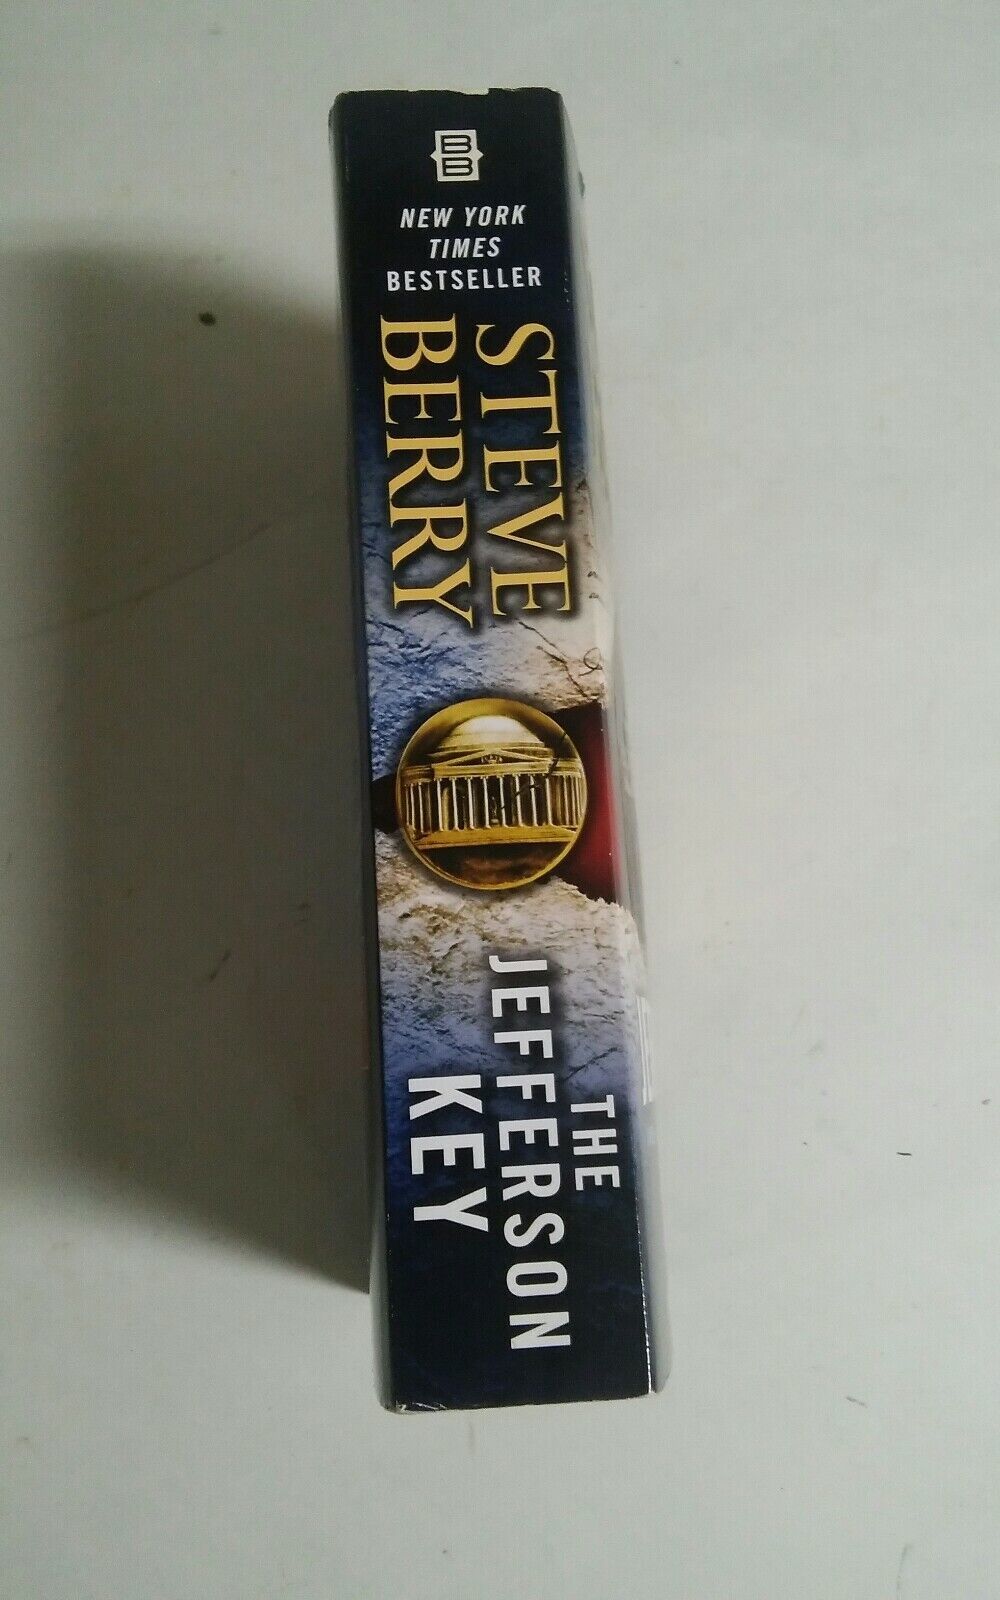 B
B
NEW YORK
TIMES
BESTSELLER
STEVE
BERRY
THE
JEFFERSON
KEY